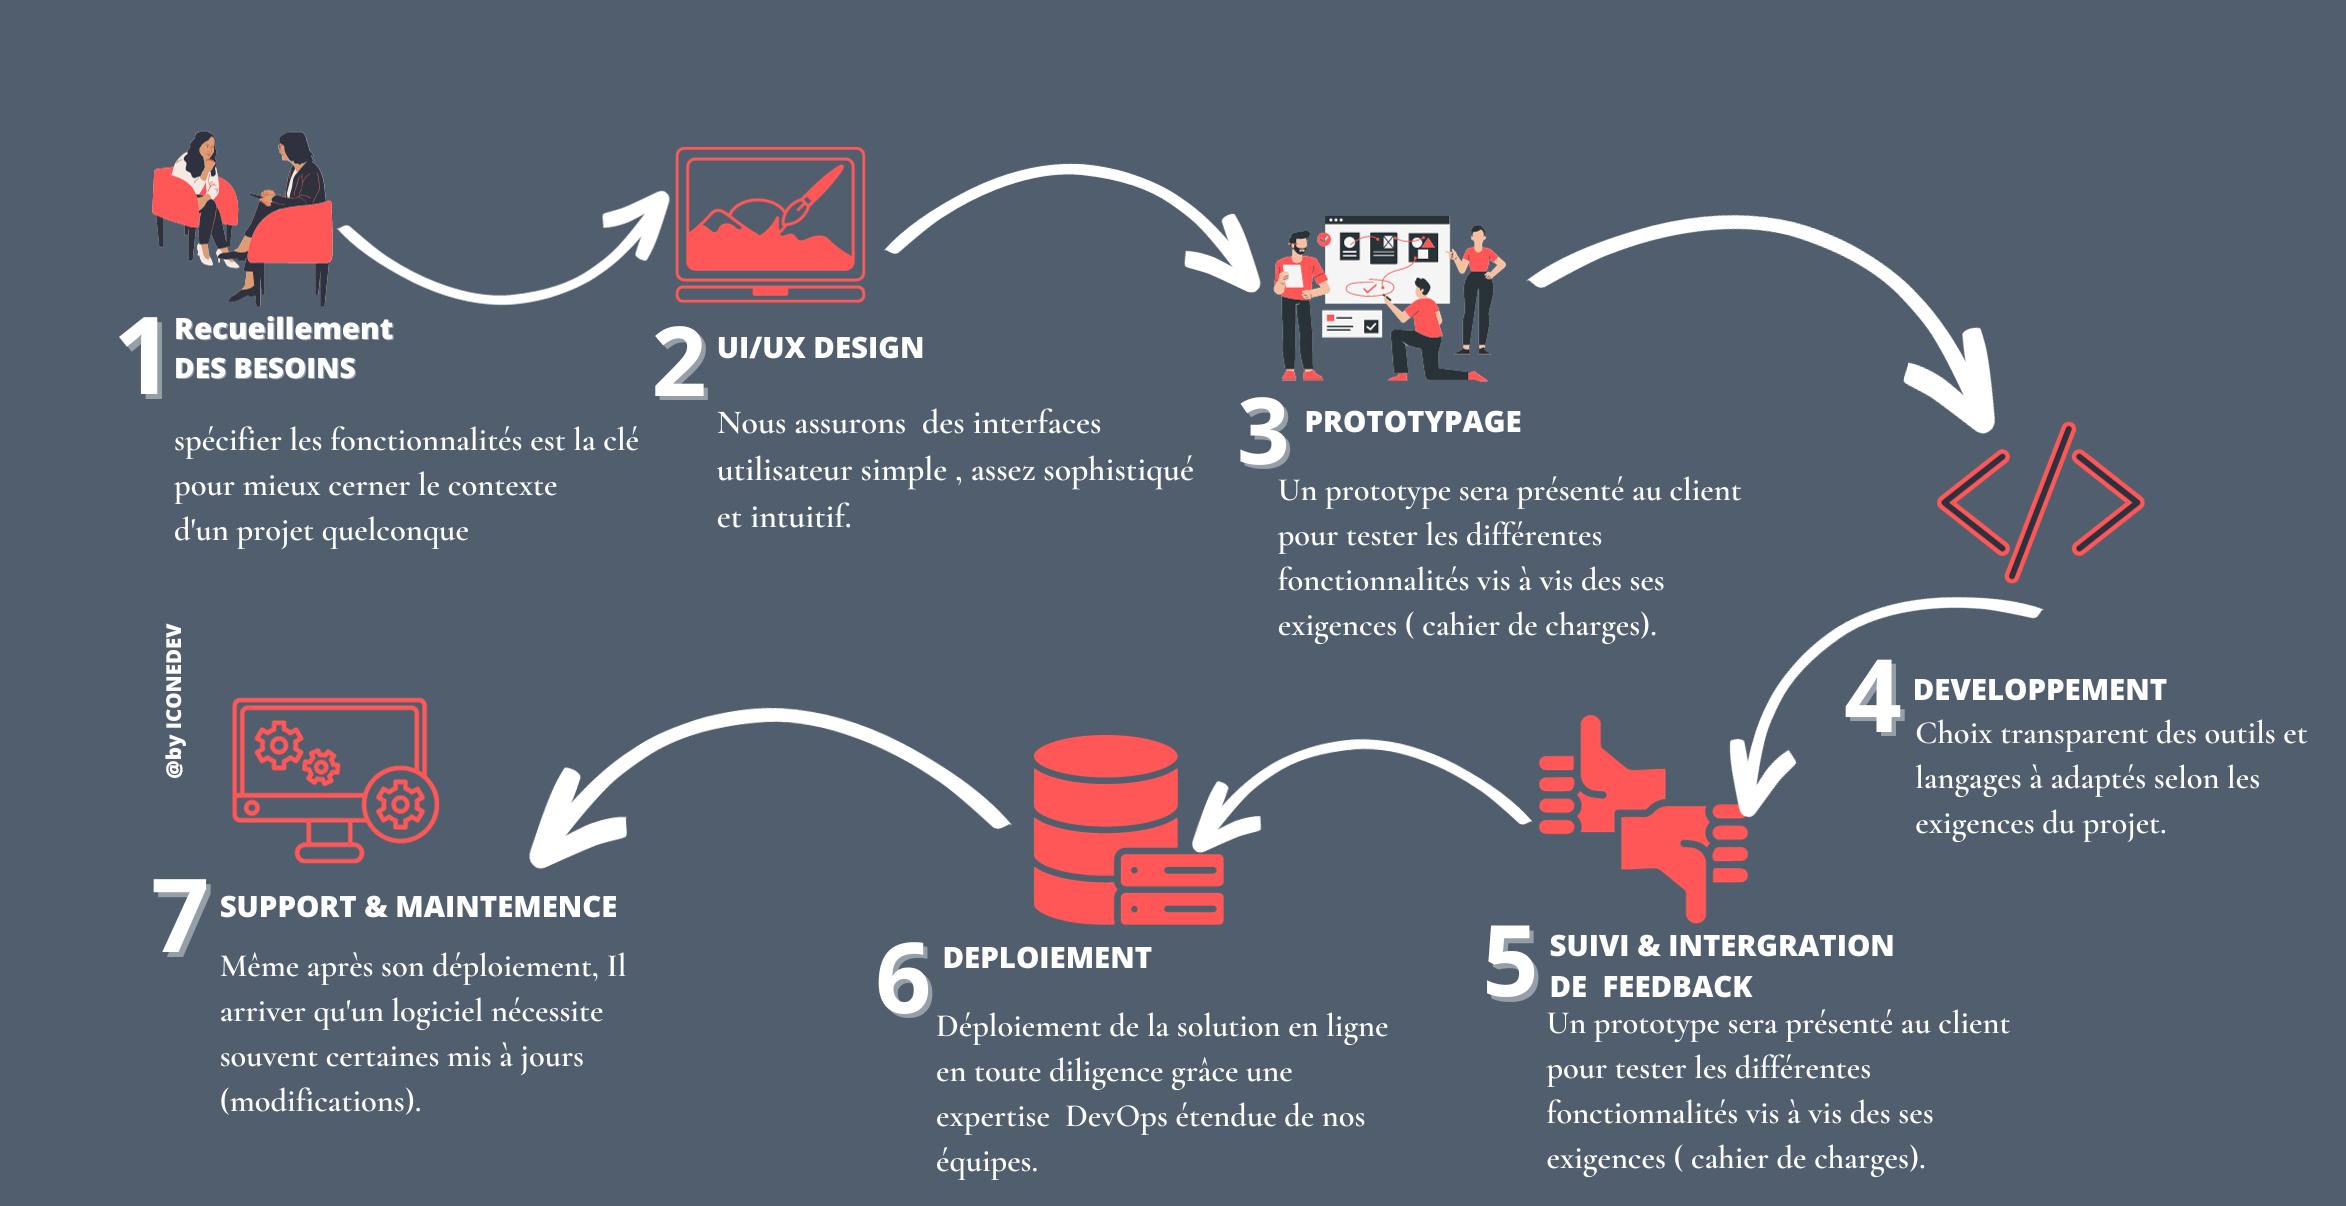 1
Recueillement
DES BESOINS
spécifier les fonctionnalités est la clé
pour mieux cerner le contexte
d'un projet quelconque
2
UI/UX DESIGN
Nous assurons  des interfaces
utilisateur simple , assez sophistiqué
et intuitif.
3
PROTOTYPAGE
Un prototype sera présenté au client
pour tester les différentes
fonctionnalités vis à vis des ses
exigences ( cahier de charges).
4
DEVELOPPEMENT
Choix transparent des outils et
langages à adaptés selon les
exigences du projet.
5
SUIVI & INTERGRATION
DE  FEEDBACK
Un prototype sera présenté au client
pour tester les différentes
fonctionnalités vis à vis des ses
exigences ( cahier de charges).
6
DEPLOIEMENT
Déploiement de la solution en ligne
en toute diligence grâce une
expertise  DevOps étendue de nos
équipes.
7
SUPPORT & MAINTEMENCE
Même après son déploiement, Il
arriver qu'un logiciel nécessite
souvent certaines mis à jours
(modifications).
@by ICONEDEV